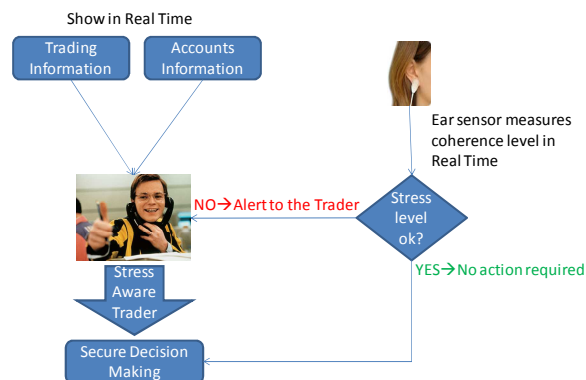 Show in Real Time
Trading
Information
Accounts
Information
Ear sensor measures
coherence level in
Real Time
NO→Alert to the Trader
Stress
level
ok?
YES→No action required
Stress
Aware
Trader
Secure Decision
Making